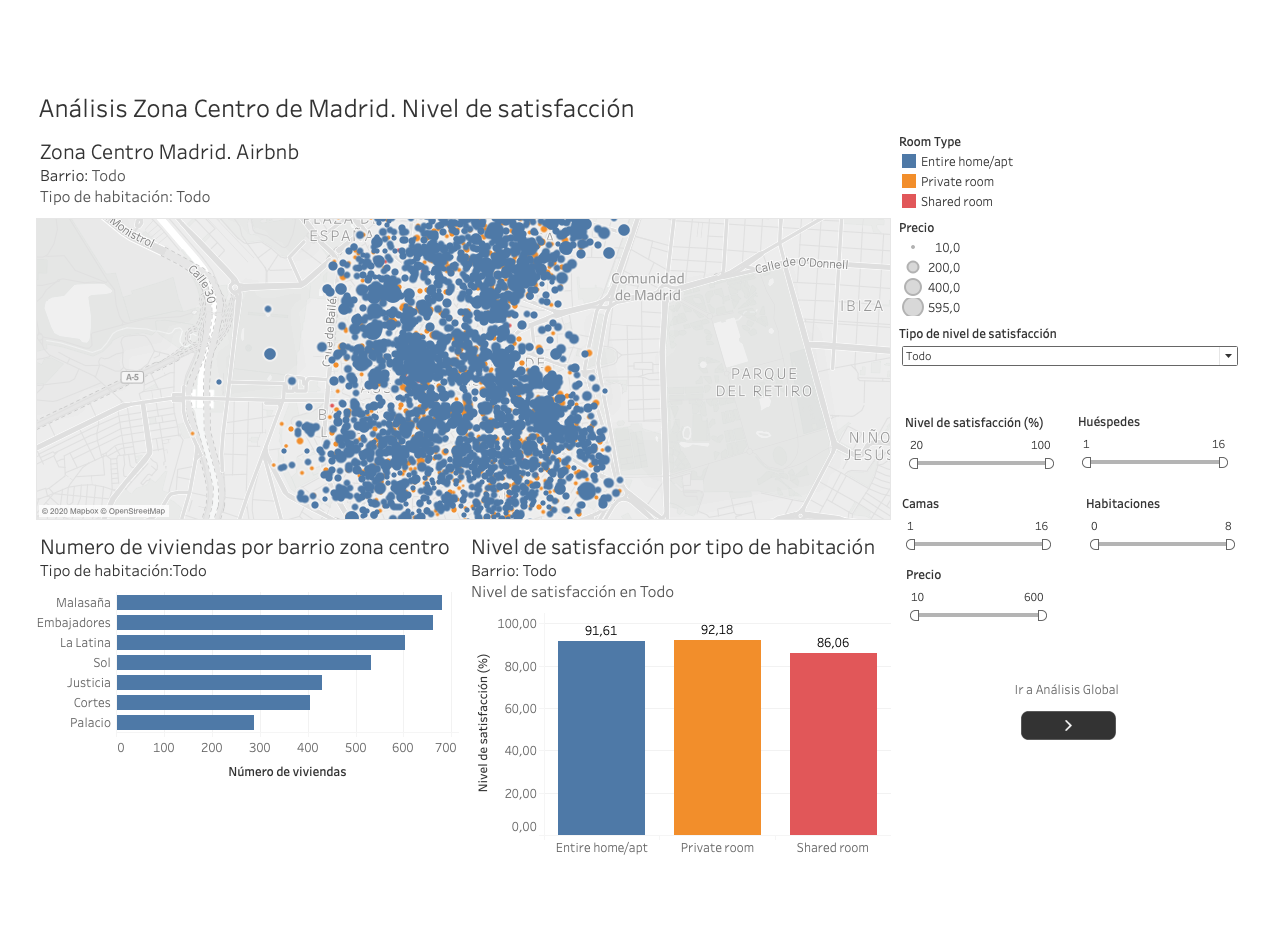 Análisis Zona Centro de Madrid. Nivel de satisfacción
Zona Centro Madrid. Airbnb
Barrio: Todo
Tipo de habitación: Todo
Monistrol
Calle 30
A-5
ESPAÑA
Comunidad
de Madrid
Calle de O'Donnell
IBIZA
PARQUE
DEL RETIRO
NIÑO
JESÚS
© 2020 Mapbox © OpenStreetMap
Room Type
Entire home/apt
Private room
Shared room
Precio
10,0
200,0
400,0
595,0
Tipo de nivel de satisfacción
Todo
Nivel de satisfacción (%)
20 100
Huéspedes
1 16
Camas
1 16
Habitaciones
0 8
Precio
10 600
Ir a Análisis Global
Numero de viviendas por barrio zona centro
Tipo de habitación:Todo
Malasaña
Embajadores
La Latina
Sol
Justicia
Cortes
Palacio
0 100 200 300 400 500 600 700
Número de viviendas
Nivel de satisfacción por tipo de habitación
Barrio: Todo
Nivel de satisfacción en Todo
Nivel de satisfacción (%)
100,00
80,00
60,00
40,00
20,00
0,00
91,61
92,18
86,06
Entire home/apt
Private room
Shared room